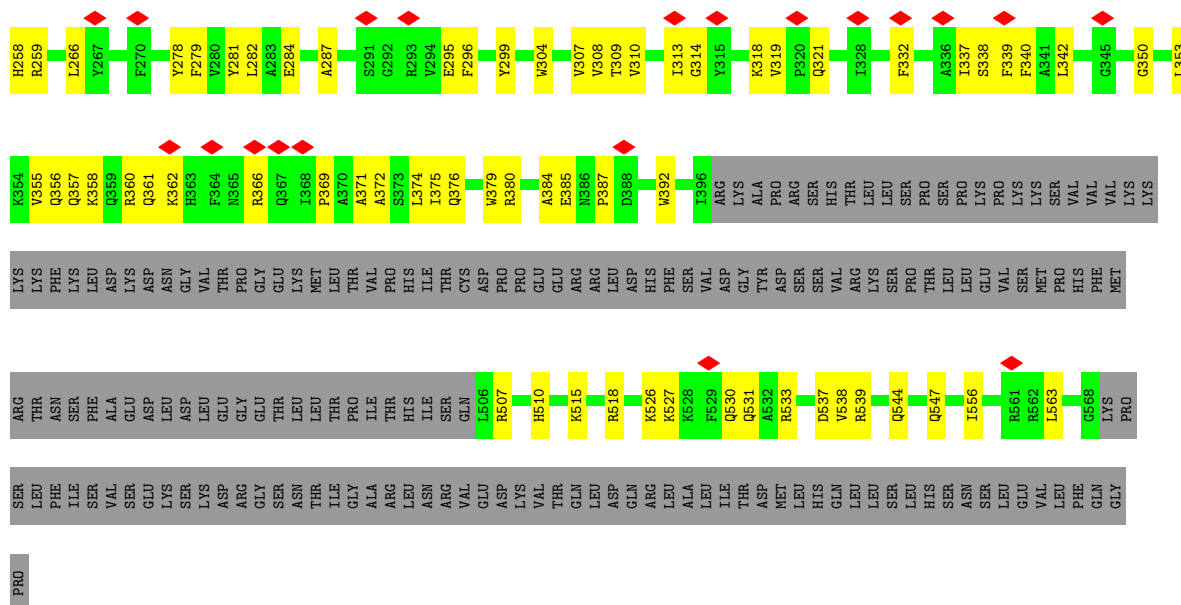 H258 R259 L266 Y267 F270 Y278 F279 V280 Y281 L282 A283 E284 A287 S291 G292 R293 V294 E295 F296 Y299 W304 V307 V308 T309 V310 I313 G314 Y315 K318 V319 P320 Q321 I328 F332 A336 I337 S338 F339 F340 A341 L342 G345 G350 L353
K354 V355 Q356 Q357 K358 Q359 R360 Q361 K362 H363 F364 N365 R366 Q367 I368 P369 A370 A371 A372 S373 L374 I375 Q376 W379 R380 A384 E385 N386 P387 D388 W392 I396 ARG LYS ALA PRO ARG SER HIS THR LEU LEU SER PRO SER PRO LYS PRO LYS LYS SER VAL VAL VAL LYS LYS
LYS LYS PHE LYS LEU ASP LYS ASP ASN GLY VAL THR PRO GLY GLU LYS MET LEU THR VAL PRO HIS ILE THR CYS ASP PRO PRO GLU GLU ARG ARG LEU ASP HIS PHE SER VAL ASP GLY TYR ASP SER SER VAL ARG LYS SER PRO THR LEU LEU GLU VAL SER MET PRO HIS PHE MET
ARG THR ASN SER PHE ALA GLU ASP LEU ASP LEU GLU GLY GLU THR LEU LEU THR PRO ILE THR HIS ILE SER GLN L506 R507 H510 K515 R518 K526 K527 K528 F529 Q530 Q531 A532 R533 D537 V538 R539 Q544 Q547 I556 R561 R562 L563 G568 LYS PRO
SER LEU PHE ILE SER VAL SER GLU LYS SER LYS ASP ARG GLY SER ASN THR ILE GLY ALA ARG LEU ASN ARG VAL GLU ASP LYS VAL THR GLN LEU ASP GLN ARG LEU ALA LEU ILE THR ASP MET LEU HIS GLN LEU LEU SER LEU HIS SER ASN SER LEU GLU VAL LEU PHE GLN GLY
PRO